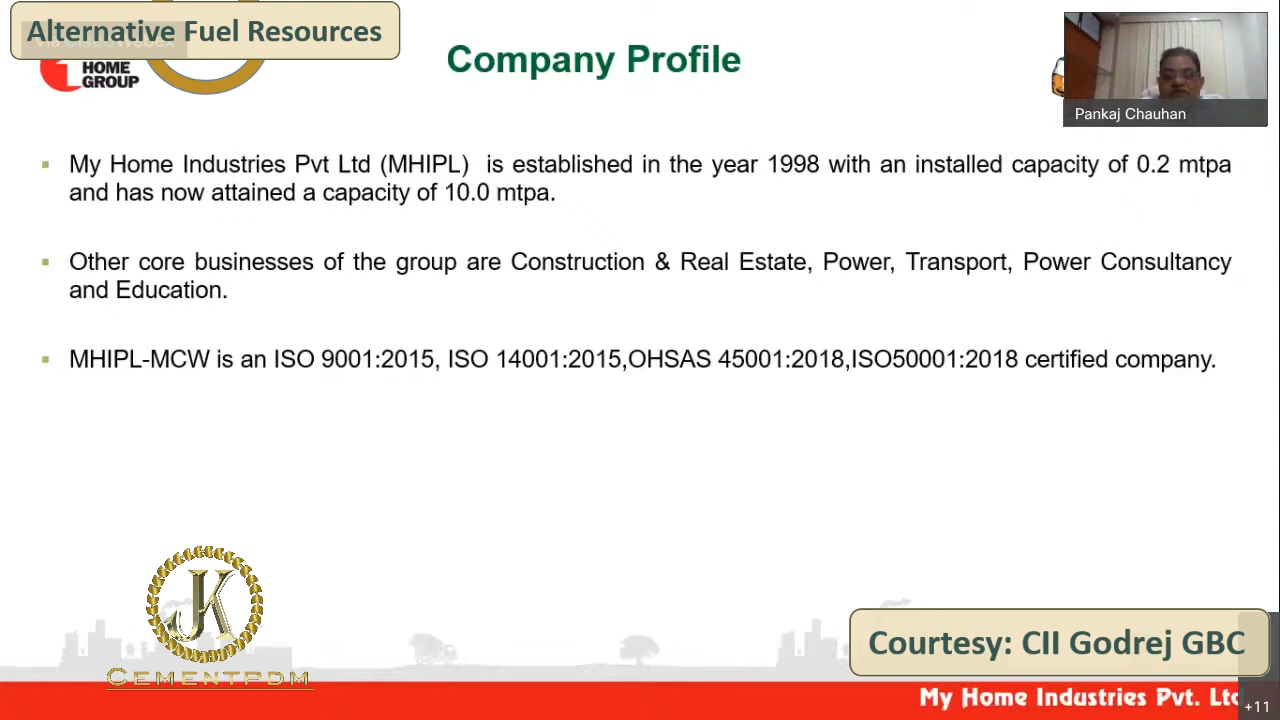 Alternative Fuel Resources
via Cisco Webex
HOME
GROUP
Company Profile
Pankaj Chauhan
My Home Industries Pvt Ltd (MHIPL) is established in the year 1998 with an installed capacity of 0.2 mtpa
and has now attained a capacity of 10.0 mtpa.
Other core businesses of the group are Construction & Real Estate, Power, Transport, Power Consultancy
and Education.
MHIPL-MCW is an ISO 9001:2015, ISO 14001:2015,OHSAS 45001:2018,ISO50001:2018 certified company.
JK
CEMENTPDM
Courtesy: CII Godrej GBC
My Home Industries Pvt.
+11